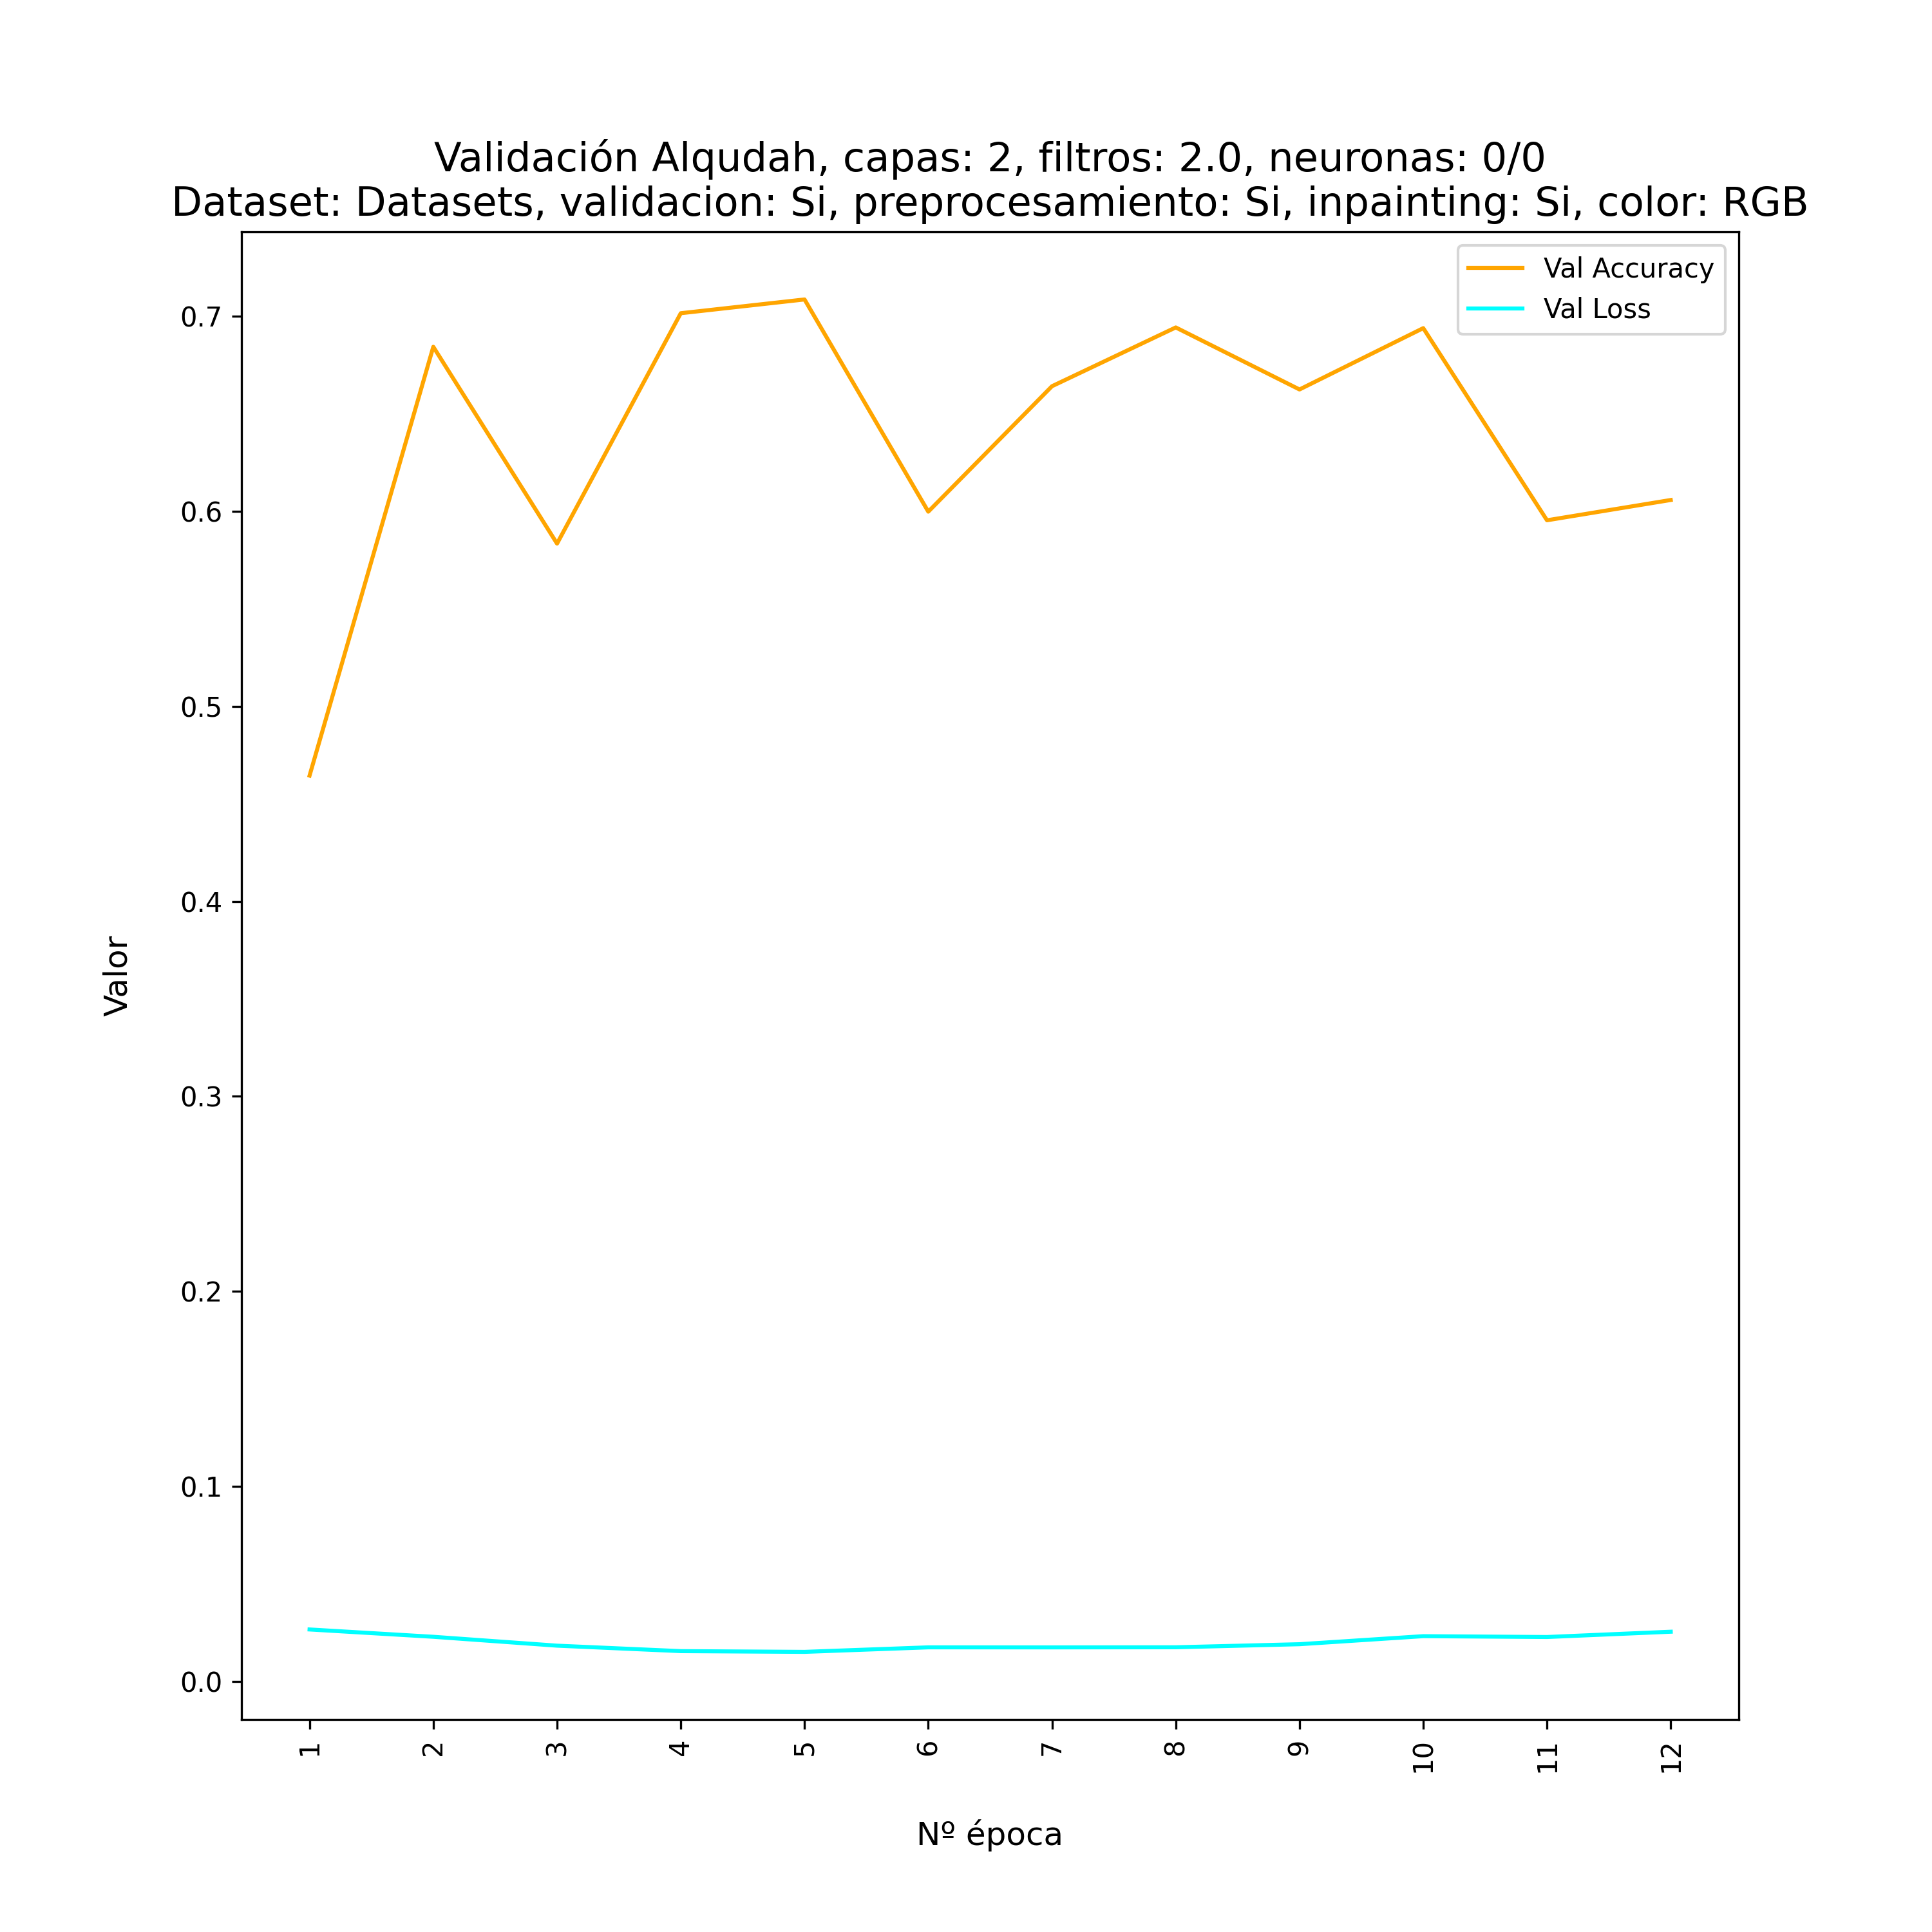 Validación Alqudah, capas: 2, filtros: 2.0, neuronas: 0/0
Dataset: Datasets, validacion: Si, preprocesamiento: Si, inpainting: Si, color: RGB
Val Accuracy
Val Loss
0.7
0.6
0.5
0.4
0.3
0.2
0.1
0.0
Valor
1 2 3 4 5 6 7 8 9 10 11 12
Nº época